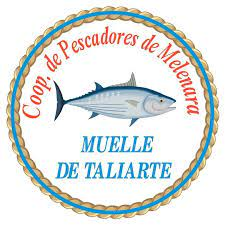 Coop. de Pescadores de Melenara
MUELLE
DE TALIARTE